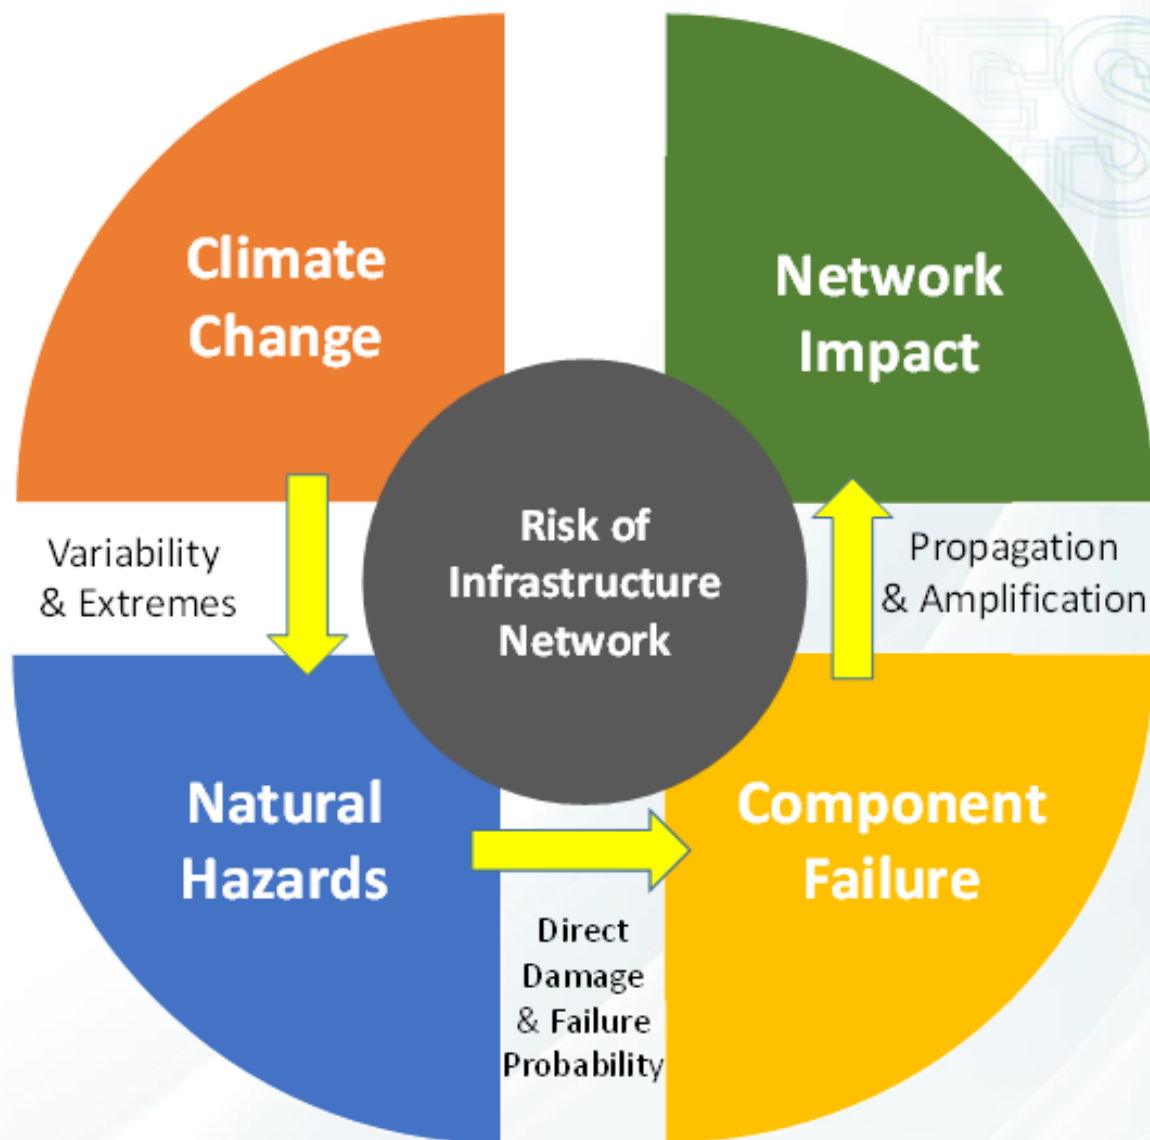 Climate
Change
Network
Impact
Variability
& Extremes
Risk of
Infrastructure
Network
Propagation
& Amplification
Natural
Hazards
Component
Failure
Direct
Damage
& Failure
Probability